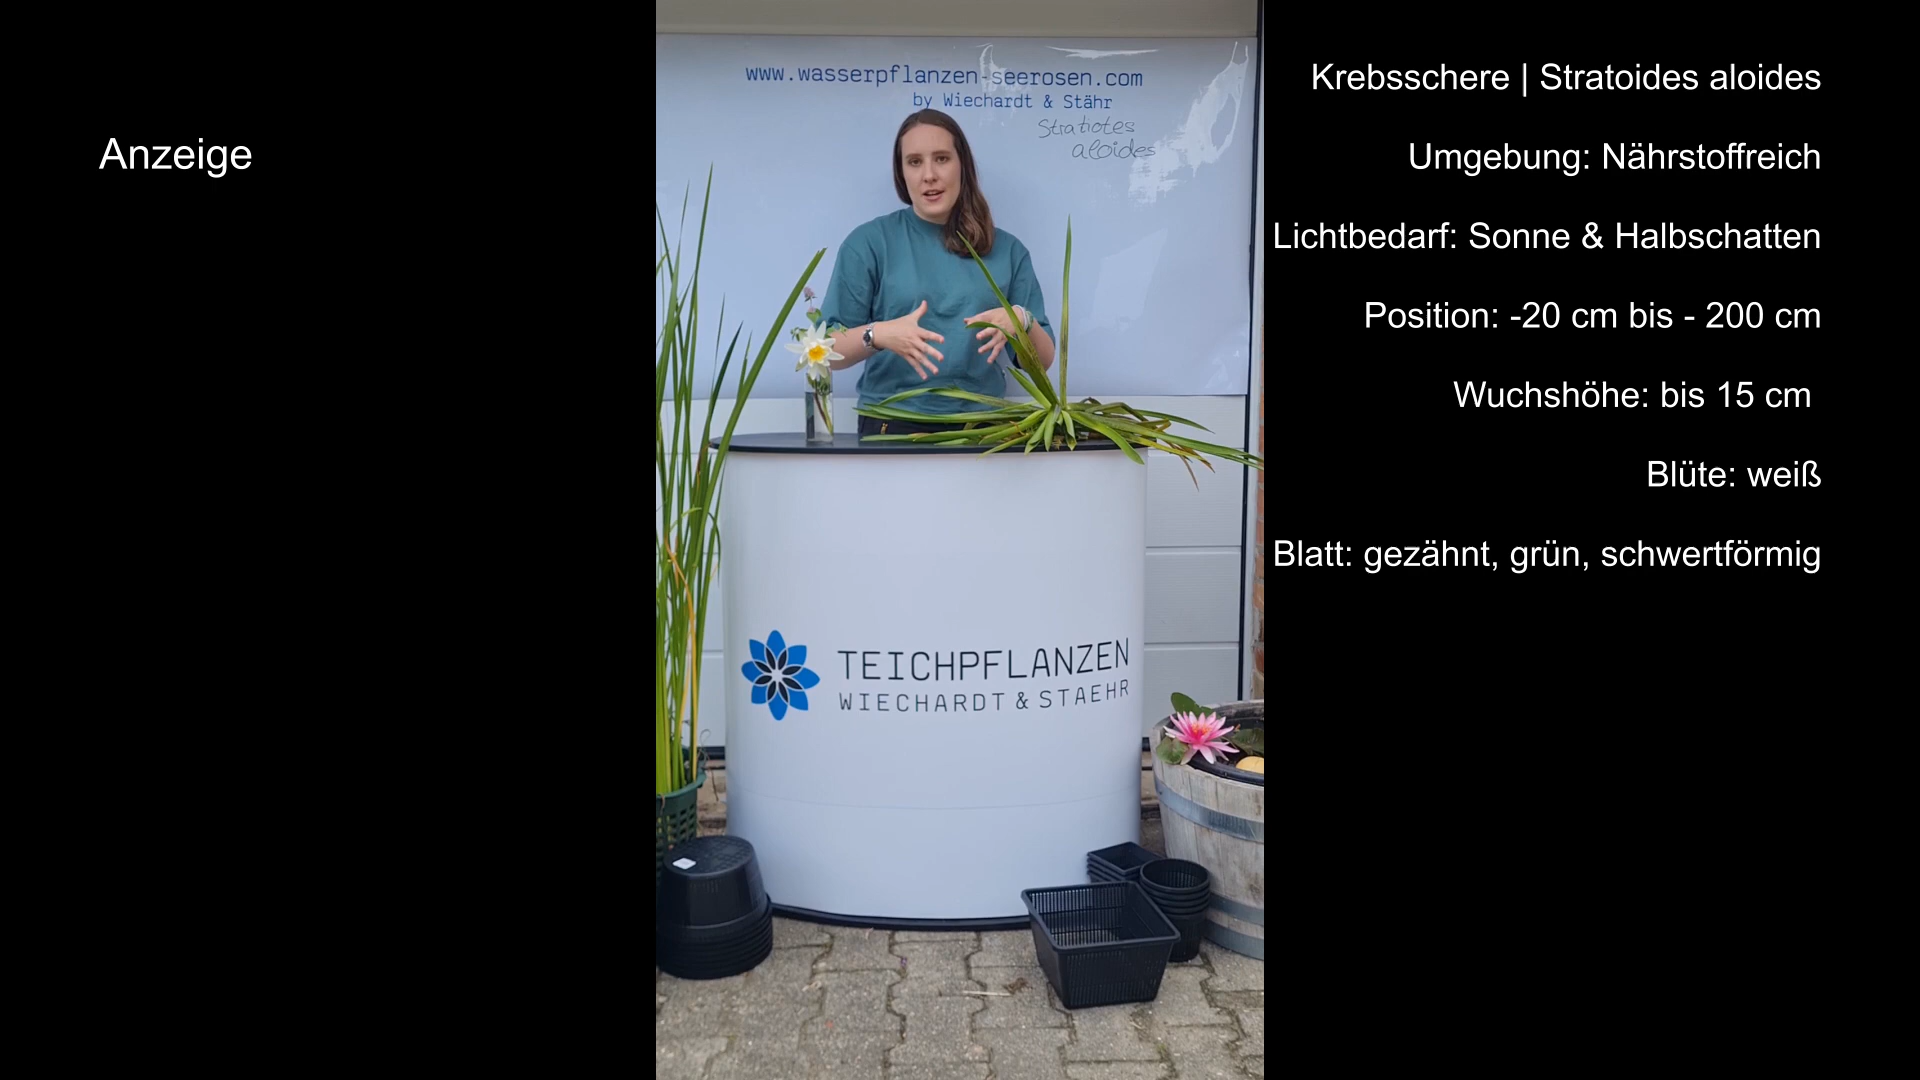 Anzeige
www.wasserpflanzen-seerosen.com
by Wiechardt & Stähr
Stratiotes
aloides
TEICHPFLANZEN
WIECHARDT & STAEHR
Krebsschere | Stratoides aloides
Umgebung: Nährstoffreich
Lichtbedarf: Sonne & Halbschatten
Position: -20 cm bis - 200 cm
Wuchshöhe: bis 15 cm
Blüte: weiß
Blatt: gezähnt, grün, schwertförmig